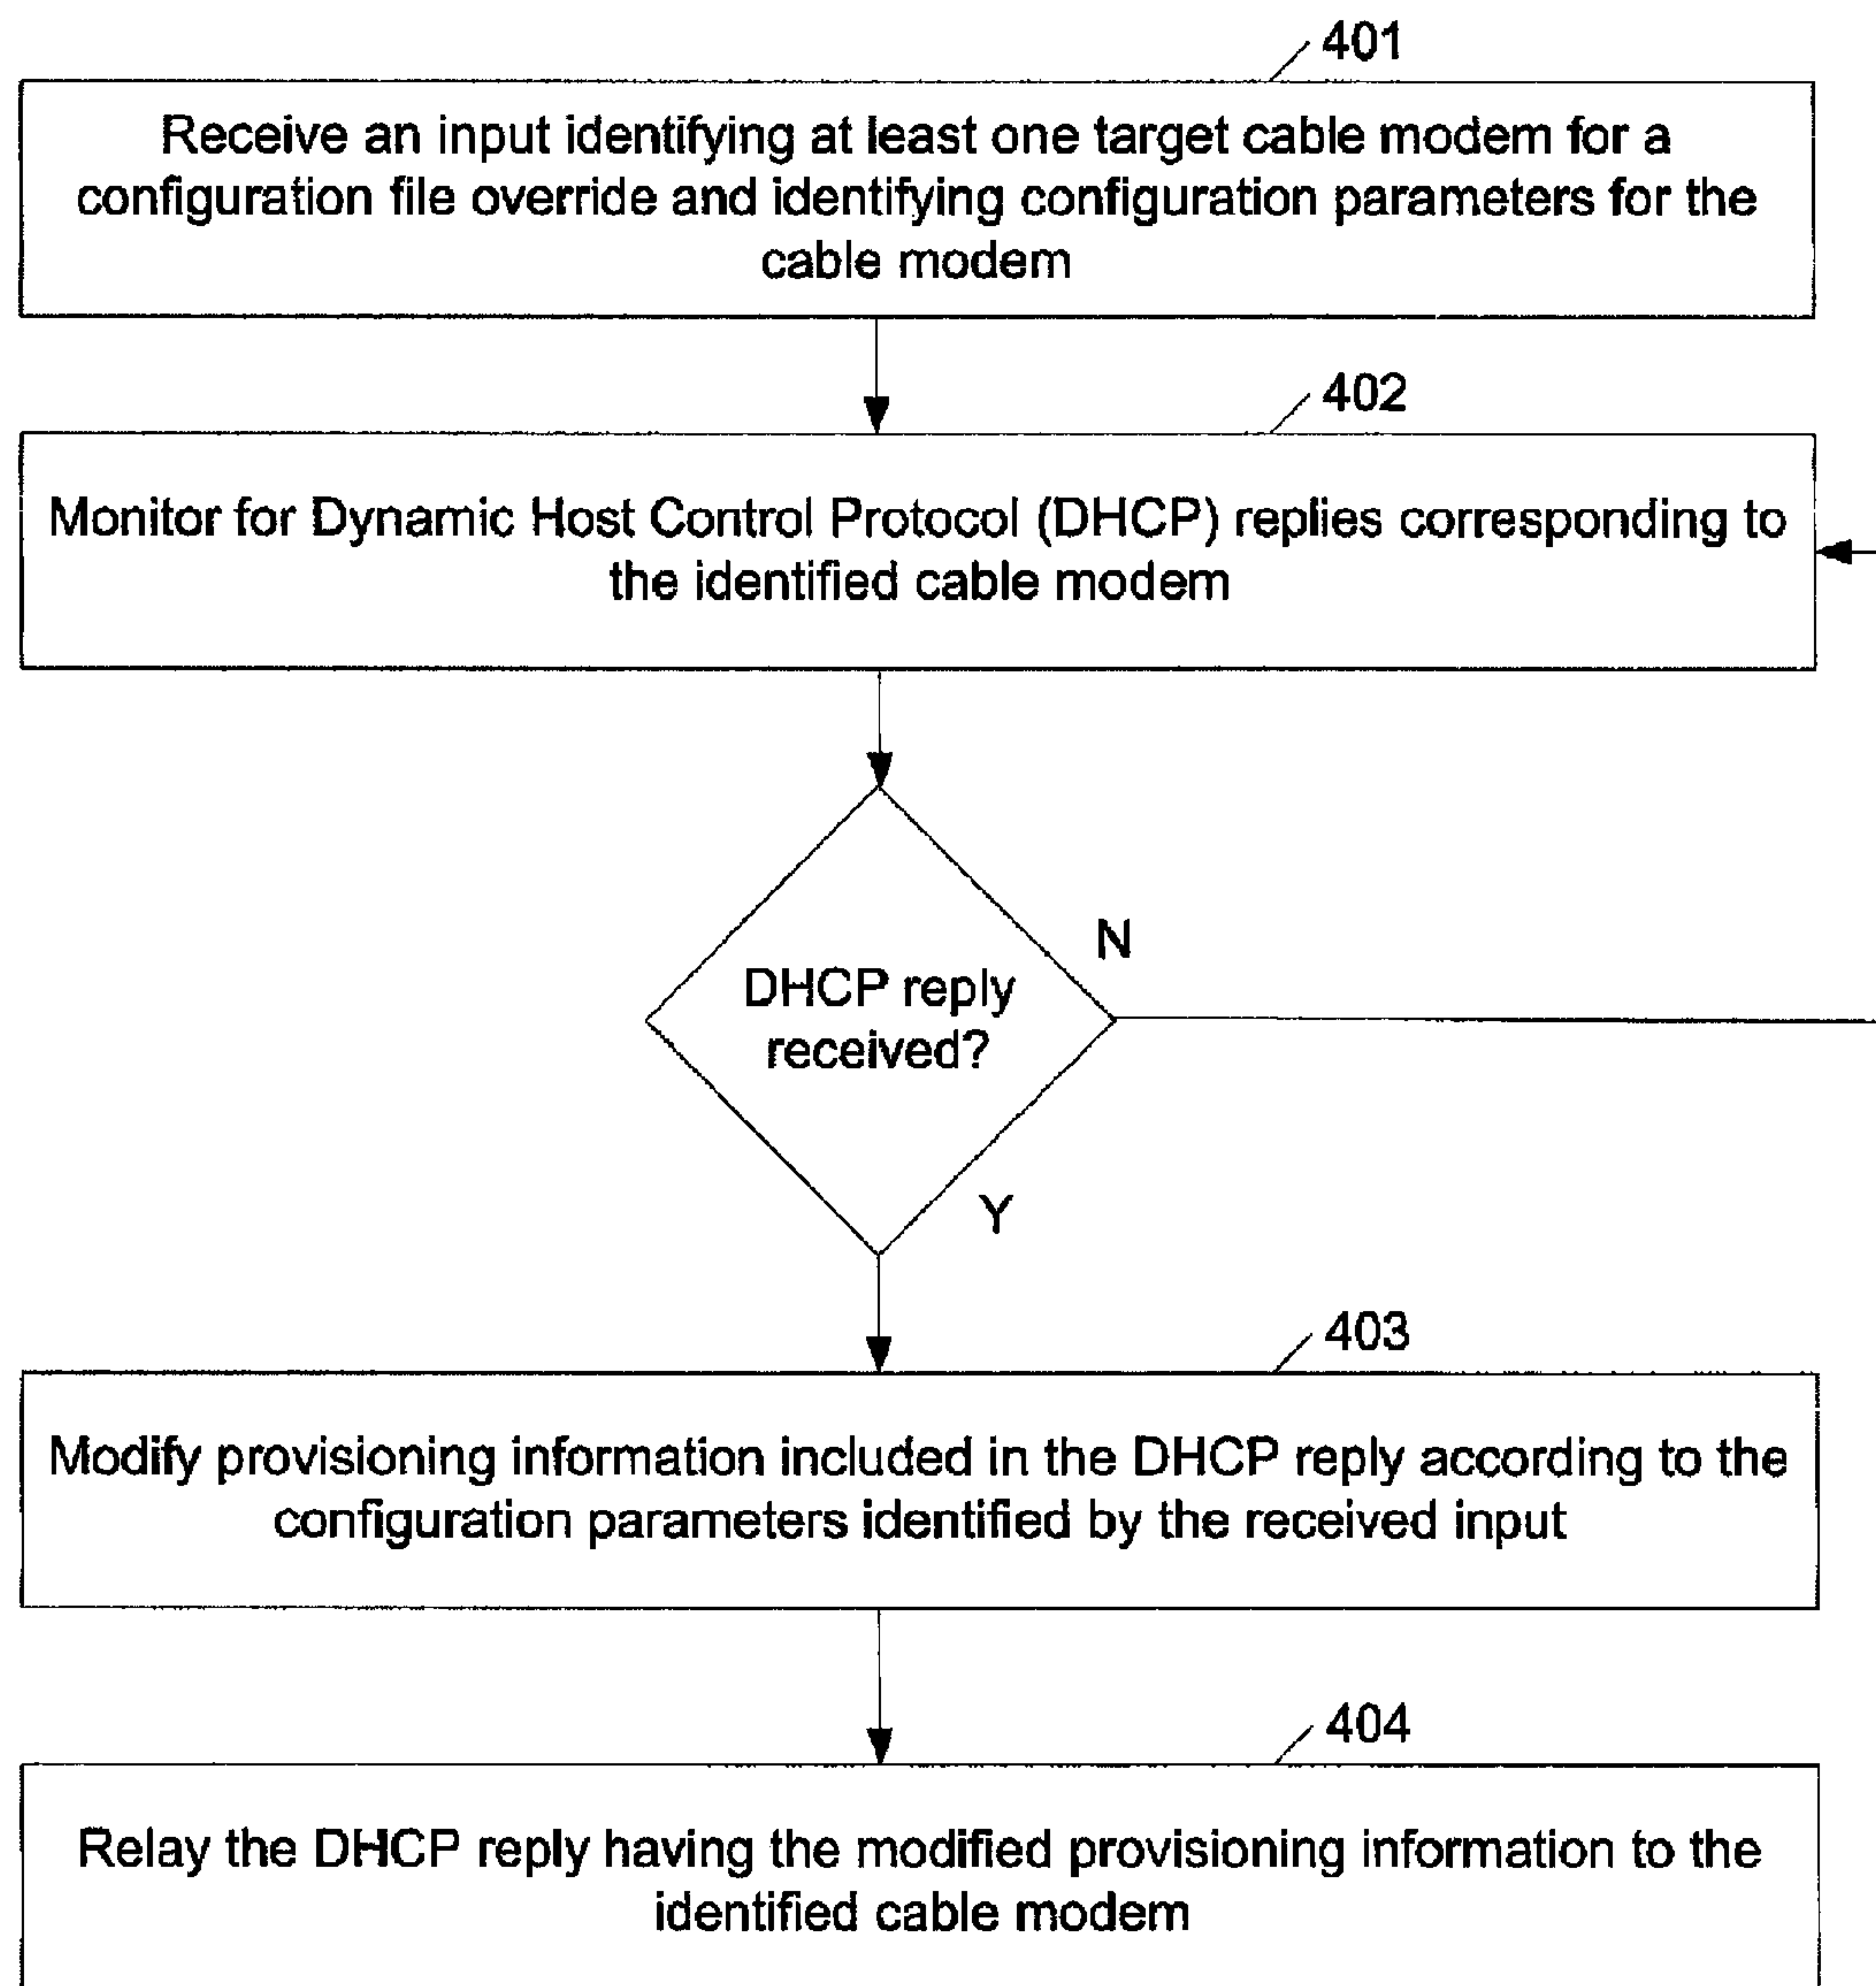 401
Receive an input identifying at least one target cable modem for a
configuration file override and identifying configuration parameters for the
cable modem
402
Monitor for Dynamic Host Control Protocol (DHCP) replies corresponding to
the identified cable modem
DHCP reply
received?
N
Y
403
Modify provisioning information included in the DHCP reply according to the
configuration parameters identified by the received input
404
Relay the DHCP reply having the modified provisioning information to the
identified cable modem